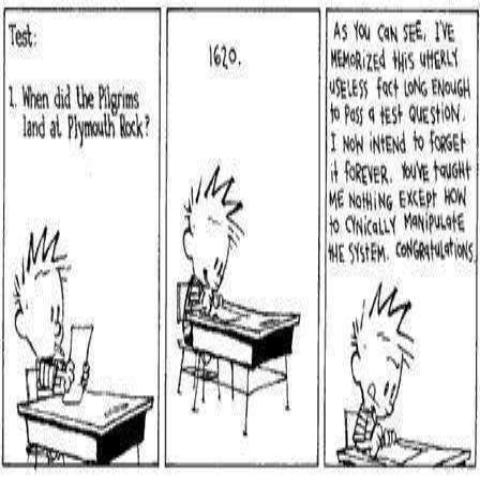 Test:
1. When did the Pilgrims
land at Plymouth Rock?
1620.
AS YOU CAN SEE, I'VE
MEMORIZED THIS UTTERLY
USELESS FACT LONG ENOUGH
TO PASS A TEST QUESTION.
I NOW INTEND TO FORGET
IT FOREVER. YOU'VE TAUGHT
ME NOTHING EXCEPT HOW
TO CYNICALLY MANIPULATE
THE SYSTEM. CONGRATULATIONS.